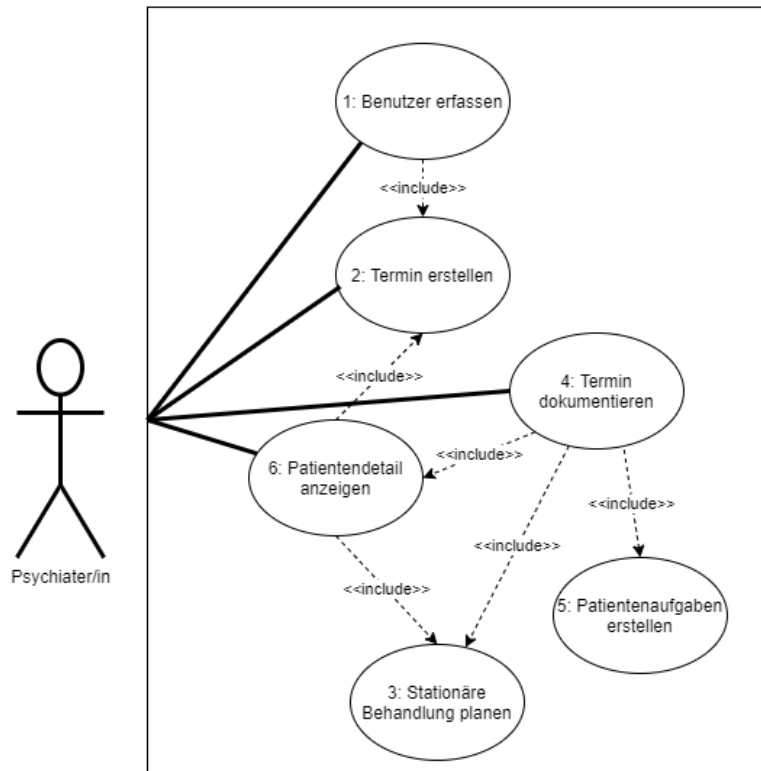 1: Benutzer erfassen
<<include>>
2: Termin erstellen
<<include>>
4: Termin
dokumentieren
6: Patientendetail
anzeigen
<<include>>
<<include>>
<<include>>
<<include>>
Psychiater/in
5: Patientenaufgaben
erstellen
3: Stationäre
Behandlung planen